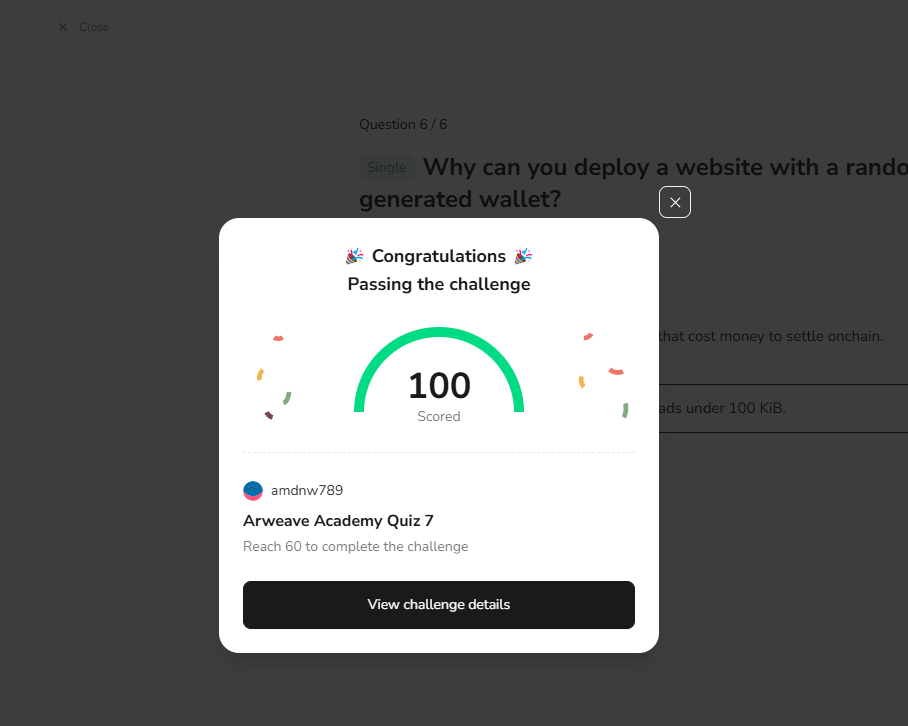 Close
Question 6 / 6
Single Why can you deploy a website with a
generated wallet?
Congratulations
Passing the challenge
that cost money to settle onchain.
100
Scored
under 100 KiB.
amdnw789
Arweave Academy Quiz 7
Reach 60 to complete the challenge
View challenge details